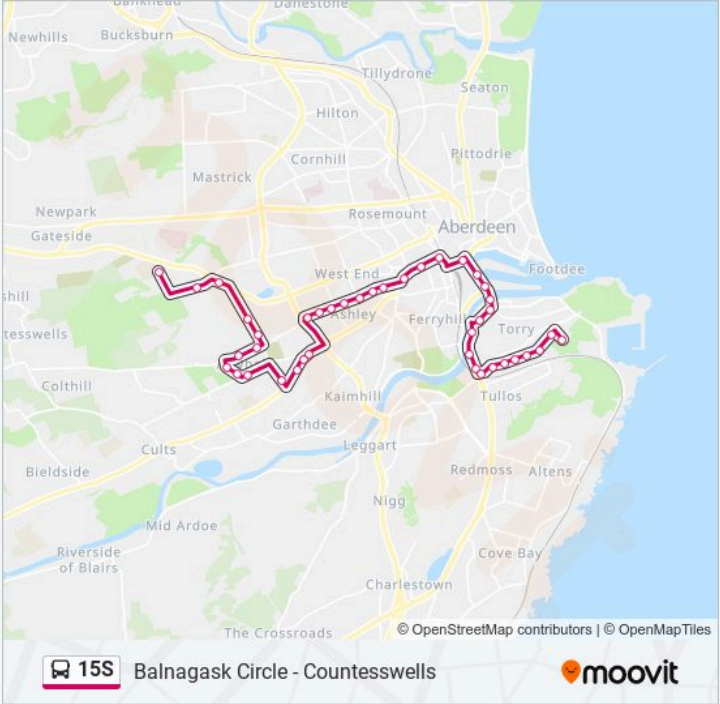 Bankhead
Danestone
Newhills
Bucksburn
Tillydrone
Seaton
Hilton
Cornhill
Pittodrie
Mastrick
Newpark
Rosemount
Gateside
Aberdeen
West End
Footdee
shill
Ashley
Ferryhill
Torry
tesswells
Colthill
Kaimhill
Tullos
Garthdee
Cults
Leggart
Bieldside
Redmoss
Altens
Nigg
Mid Ardoe
Riverside
of Blairs
Cove Bay
Charlestown
The Crossroads
© OpenStreetMap contributors | © OpenMapTiles
15S Balnagask Circle - Countesswells
moovit